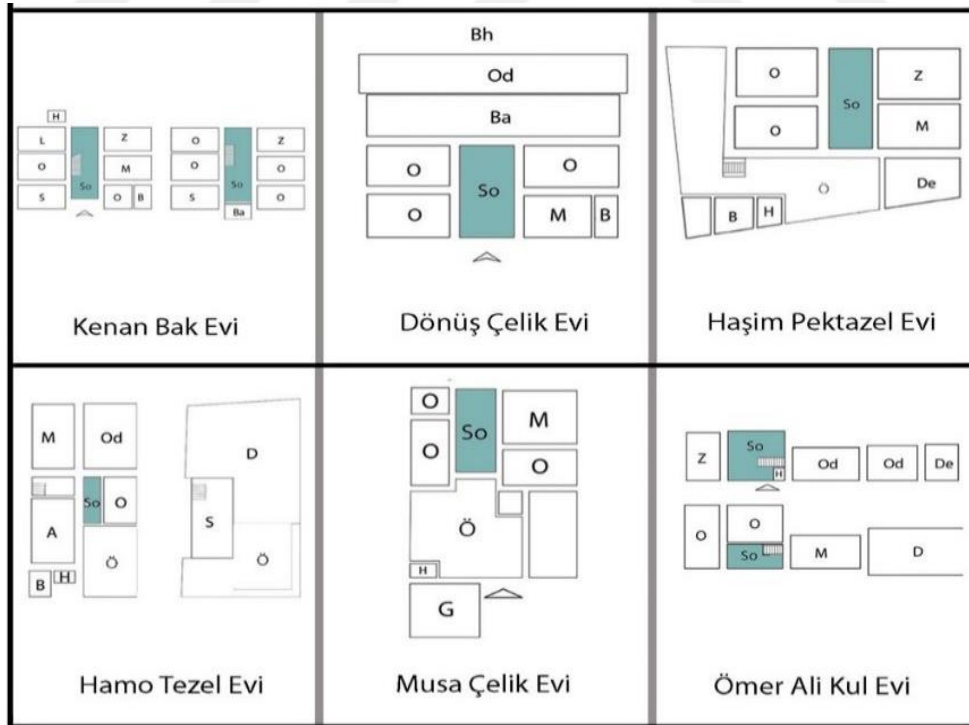 H
L
Z
O
M
So
S
O
B
O
Z
O
O
So
S
O
Ba
Kenan Bak Evi
Bh
Od
Ba
O
O
So
O
M
B
Dönüş Çelik Evi
O
Z
So
O
M
Ö
De
B
H
Haşim Pektazel Evi
M
Od
So
O
A
Ö
B
H
D
S
Ö
Hamo Tezel Evi
O
So
M
O
O
Ö
H
G
Musa Çelik Evi
Z
So
H
Od
Od
De
O
O
So
M
D
Ömer Ali Kul Evi